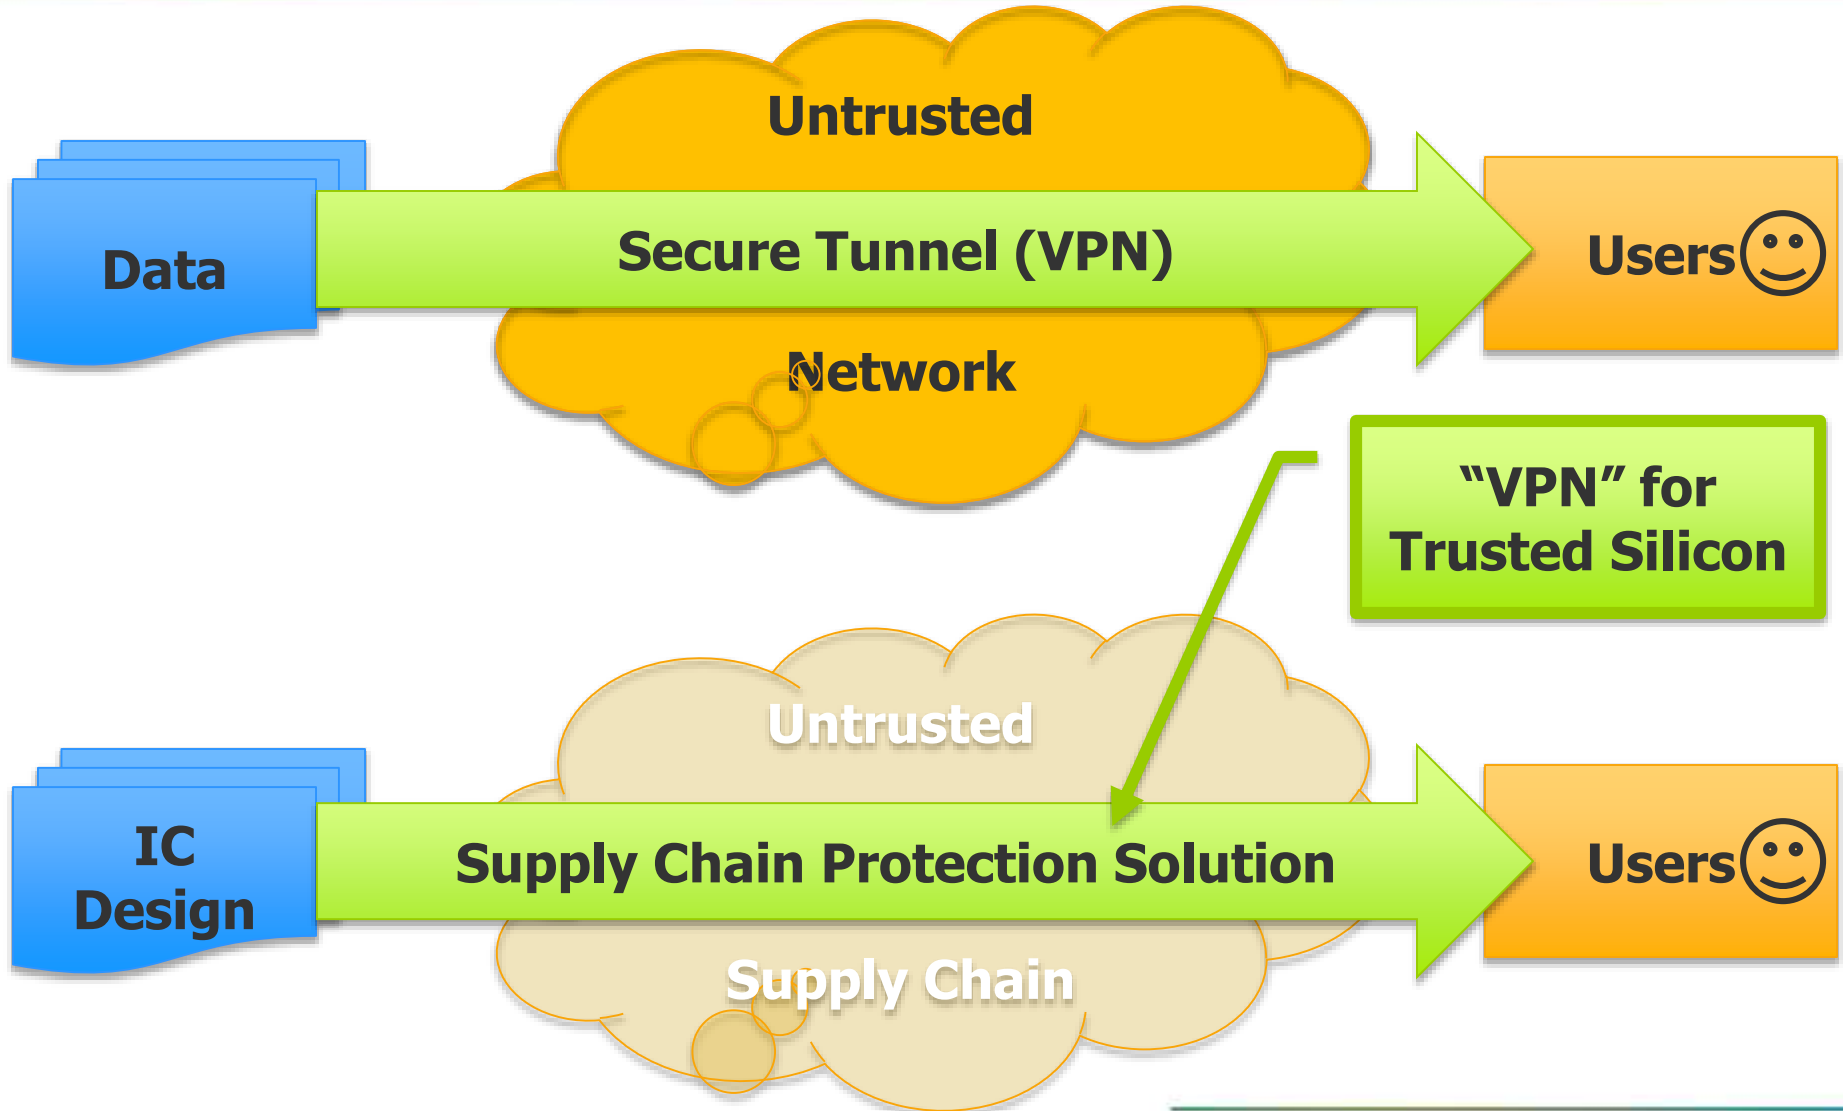 Untrusted
Data
Secure Tunnel (VPN)
Users
Network
“VPN” for
Trusted Silicon
Untrusted
IC
Design
Supply Chain Protection Solution
Users
Supply Chain